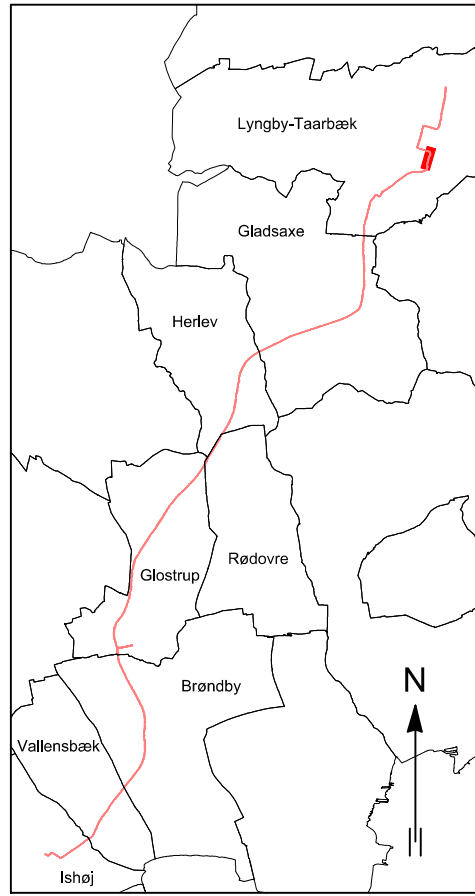 Lyngby-Taarbæk
Gladsaxe
Herlev
Rødovre
Glostrup
Brøndby
N
Vallensbæk
Ishøj